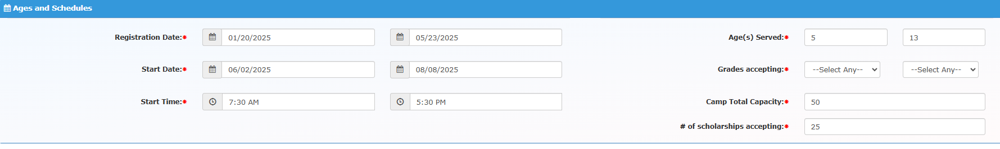 Ages and Schedules
Registration Date:* 01/20/2025 05/23/2025 Age(s) Served:* 5 13
Start Date:* 06/02/2025 08/08/2025 Grades accepting:* --Select Any-- --Select Any--
Start Time:* 7:30 AM 5:30 PM Camp Total Capacity:* 50
# of scholarships accepting:* 25